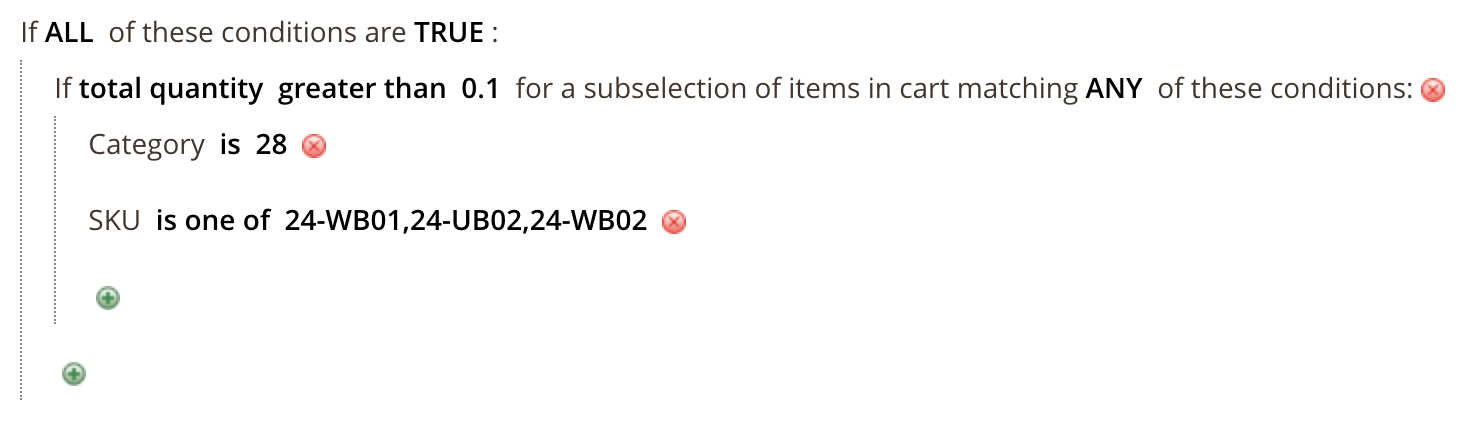 If ALL of these conditions are TRUE :
If total quantity greater than 0.1 for a subselection of items in cart matching ANY of these conditions:
Category is 28
SKU is one of 24-WB01,24-UB02,24-WB02